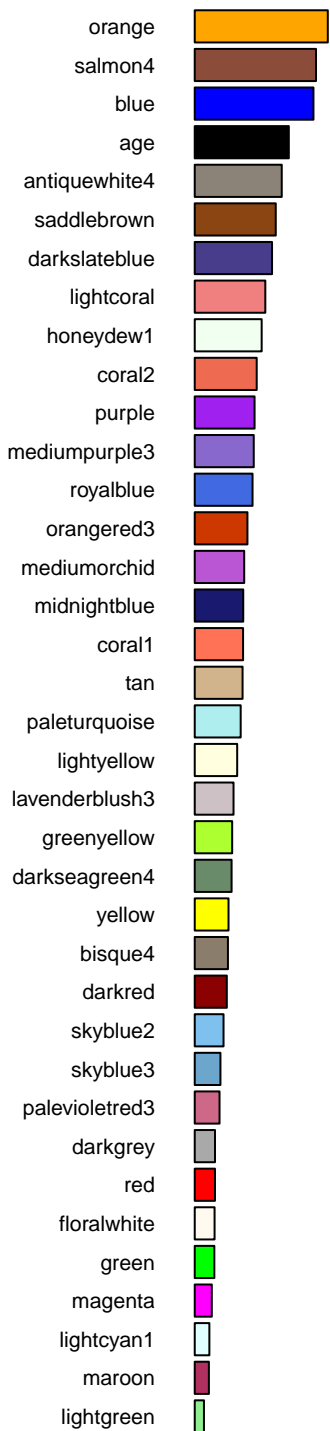 orange
salmon4
blue
age
antiquewhite4
saddlebrown
darkslateblue
lightcoral
honeydew1
coral2
purple
mediumpurple3
royalblue
orangered3
mediumorchid
midnightblue
coral1
tan
paleturquoise
lightyellow
lavenderblush3
greenyellow
darkseagreen4
yellow
bisque4
darkred
skyblue2
skyblue3
palevioletred3
darkgrey
red
floralwhite
green
magenta
lightcyan1
maroon
lightgreen